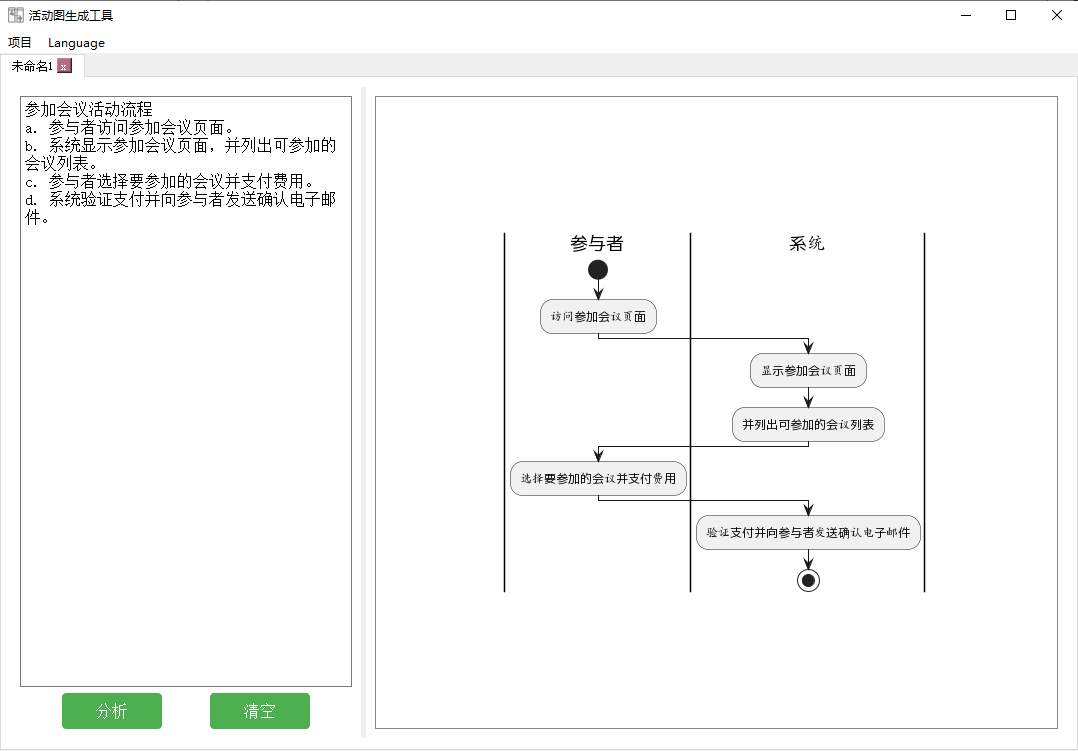 活动图生成工具
项目 Language
未命名1 x
参加会议活动流程
a. 参与者访问参加会议页面。
b. 系统显示参加会议页面，并列出可参加的
会议列表。
c. 参与者选择要参加的会议并支付费用。
d. 系统验证支付并向参与者发送确认电子邮
件。
分析 清空
参与者 系统
访问参加会议页面
显示参加会议页面
并列出可参加的会议列表
选择要参加的会议并支付费用
验证支付并向参与者发送确认电子邮件